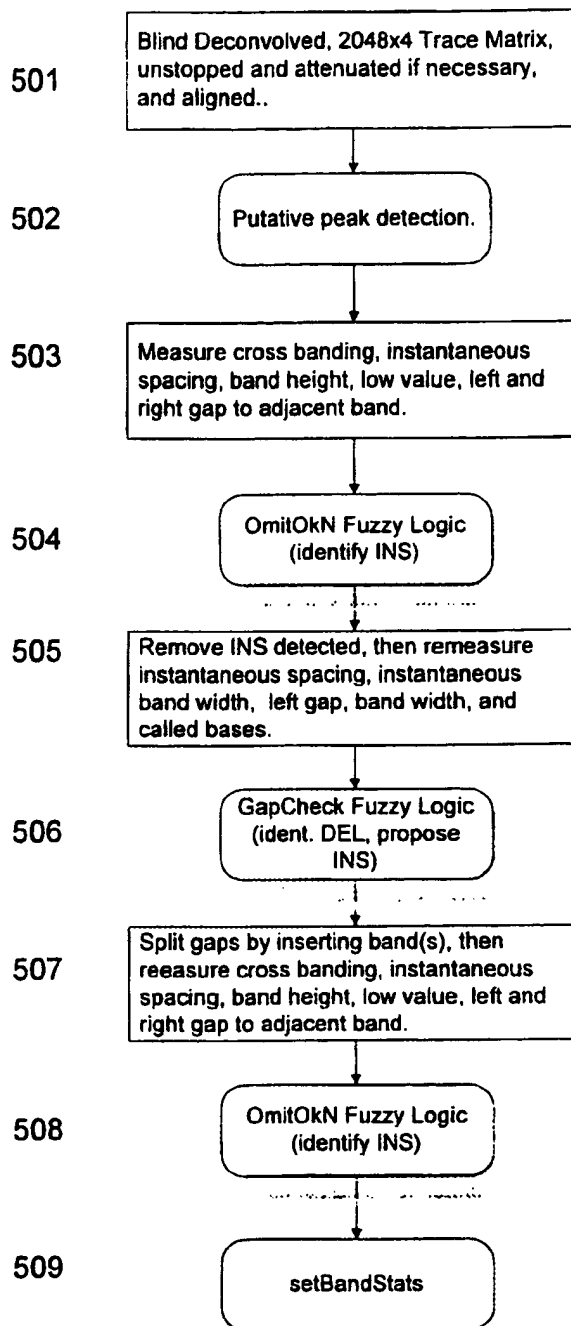 501
Blind Deconvolved, 2048x4 Trace Matrix,
unstopped and attenuated if necessary,
and aligned..
502
Putative peak detection.
503
Measure cross banding, instantaneous
spacing, band height, low value, left and
right gap to adjacent band.
504
OmitOkN Fuzzy Logic
(identify INS)
505
Remove INS detected, then remeasure
instantaneous spacing, instantaneous
band width, left gap, band width, and
called bases.
506
GapCheck Fuzzy Logic
(ident. DEL, propose
INS)
507
Split gaps by inserting band(s), then
reeasure cross banding, instantaneous
spacing, band height, low value, left and
right gap to adjacent band.
508
OmitOkN Fuzzy Logic
(identify INS)
509
setBandStats